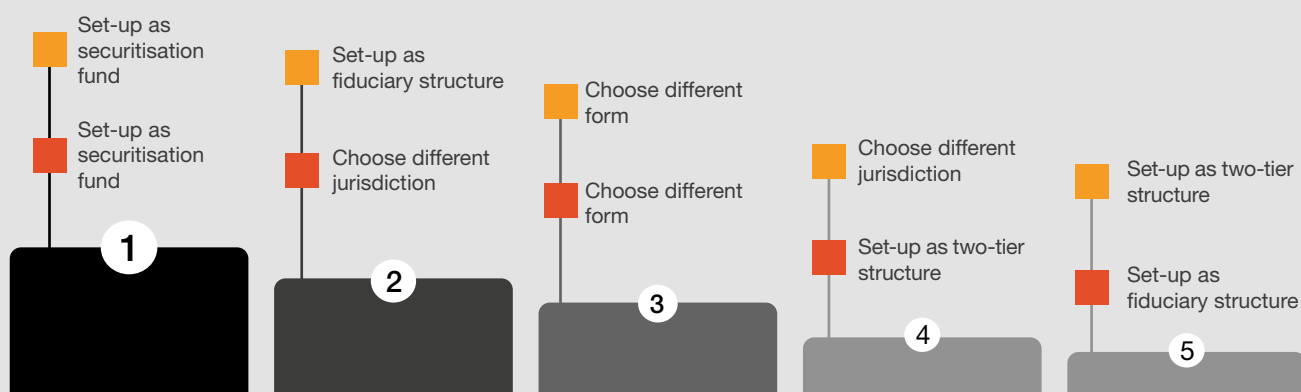 Set-up as
securitisation
fund
Set-up as
securitisation
fund
1
Set-up as
fiduciary structure
Choose different
jurisdiction
2
Choose different
form
Choose different
form
3
Choose different
jurisdiction
Set-up as two-tier
structure
4
Set-up as two-tier
structure
Set-up as
fiduciary structure
5